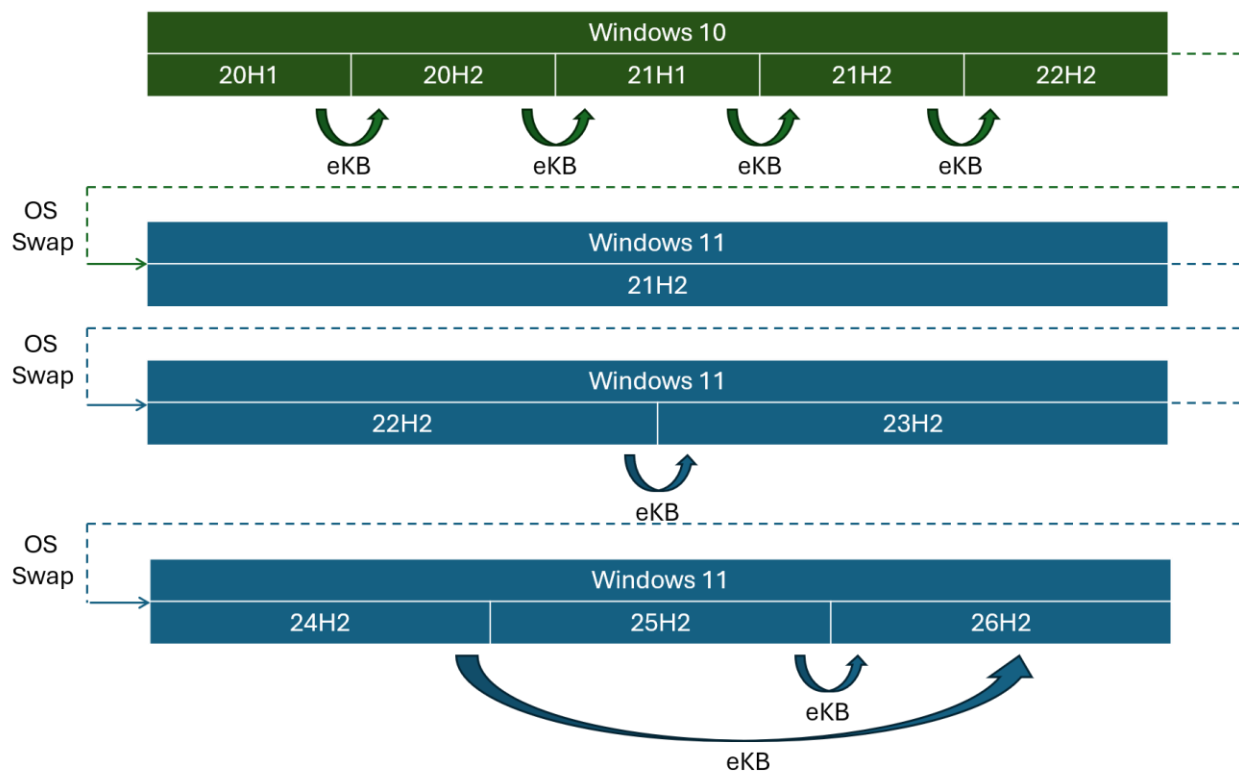 Windows 10
20H1 20H2 21H1 21H2 22H2
eKB eKB eKB eKB
OS
Swap
Windows 11
21H2
OS
Swap
Windows 11
22H2 23H2
eKB
OS
Swap
Windows 11
24H2 25H2 26H2
eKB
eKB